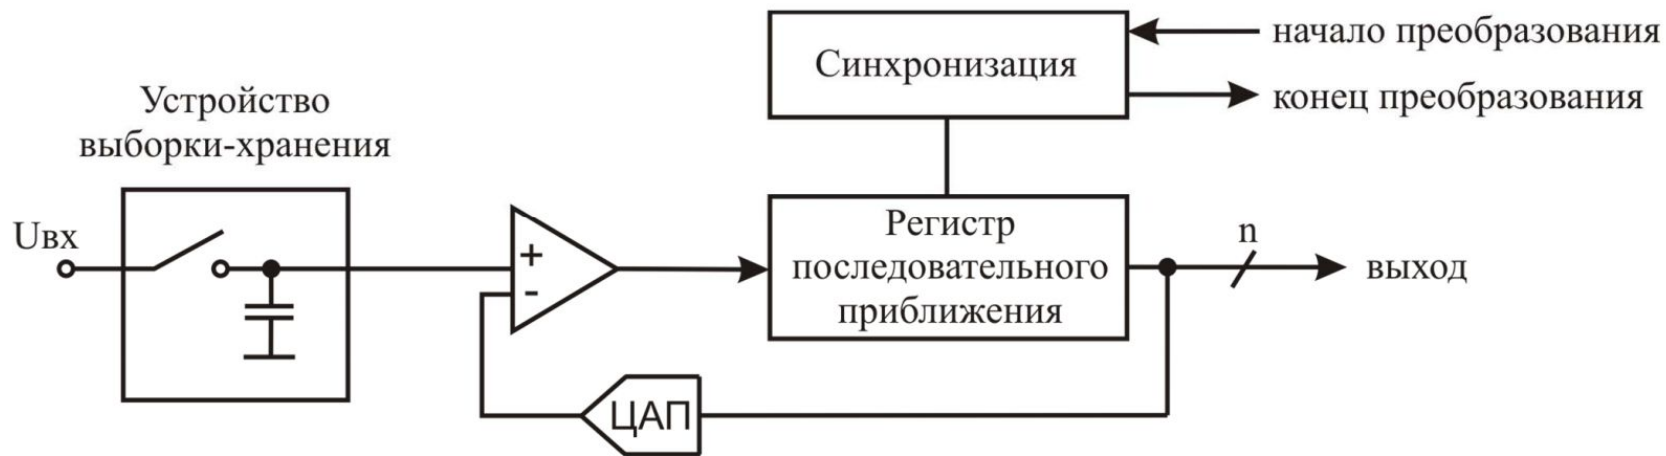 Синхронизация
начало преобразования
конец преобразования
Устройство
выборки-хранения
Uвх
+
-
Регистр
последовательного
приближения
n
выход
ЦАП